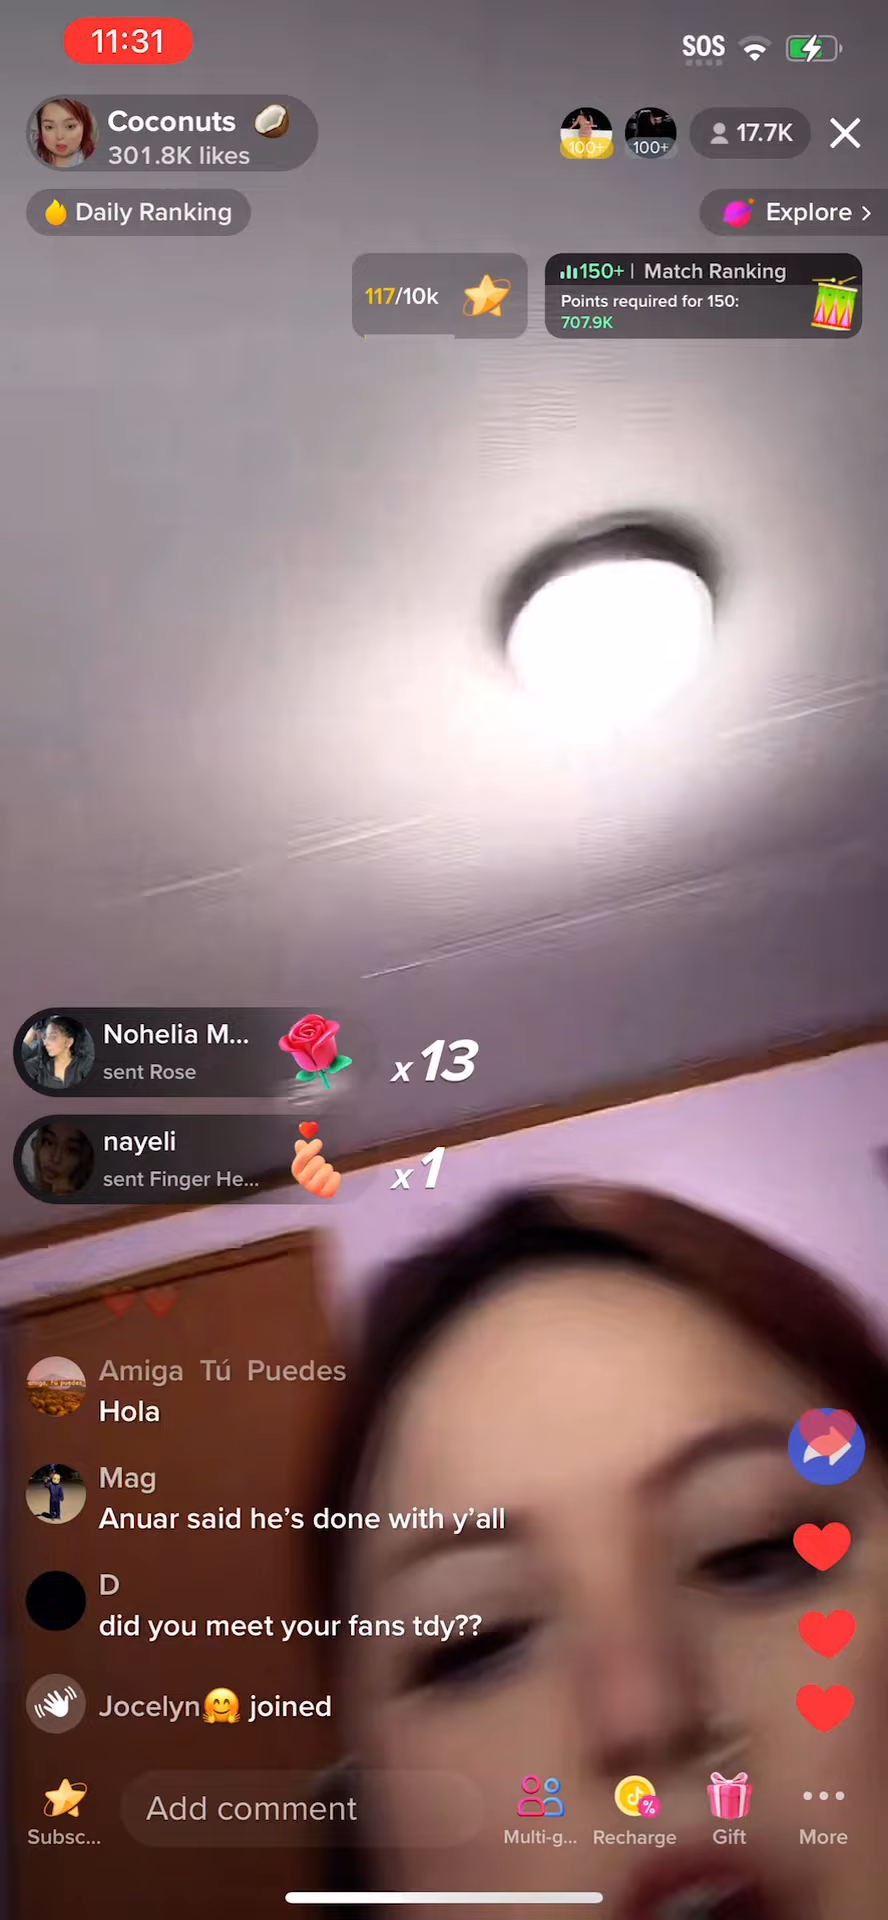 11:31
SOS
Coconuts 🥥
301.8K likes
100+
100+
17.7K
Daily Ranking
Explore >
117/10k
150+ | Match Ranking
Points required for 150:
707.9K
Nohelia M...
sent Rose
x 13
nayeli
sent Finger He...
x 1
Amiga Tú Puedes
Hola
Mag
Anuar said he's done with y'all
D
did you meet your fans tdy??
Jocelyn🤗 joined
Add comment
Subsc...
Multi-g...
Recharge
Gift
More